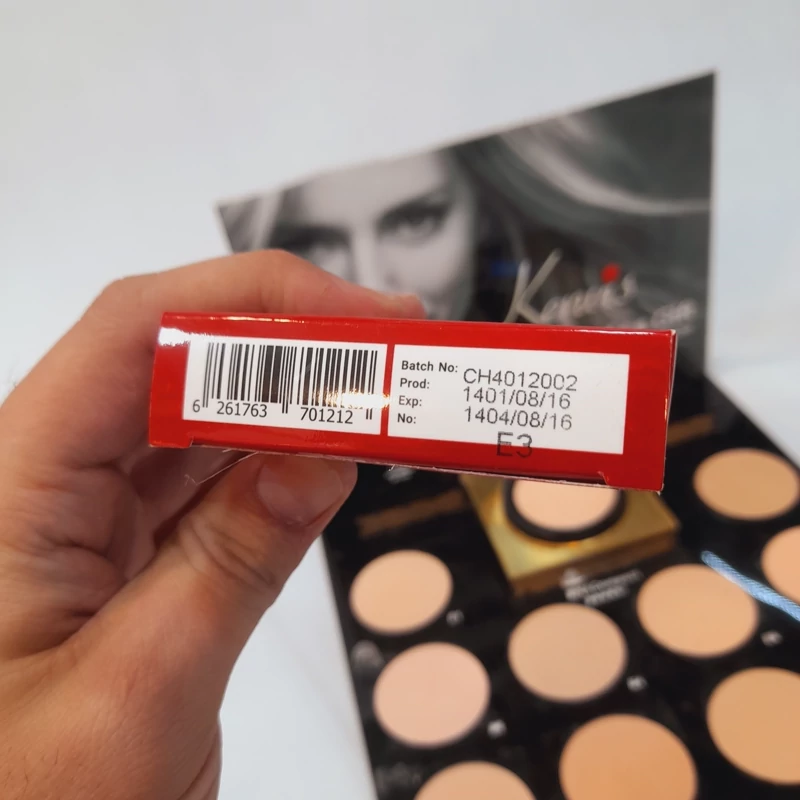 6 261763 701212
Batch No: CH4012002
Prod: 1401/08/16
Exp: 1404/08/16
No: E3